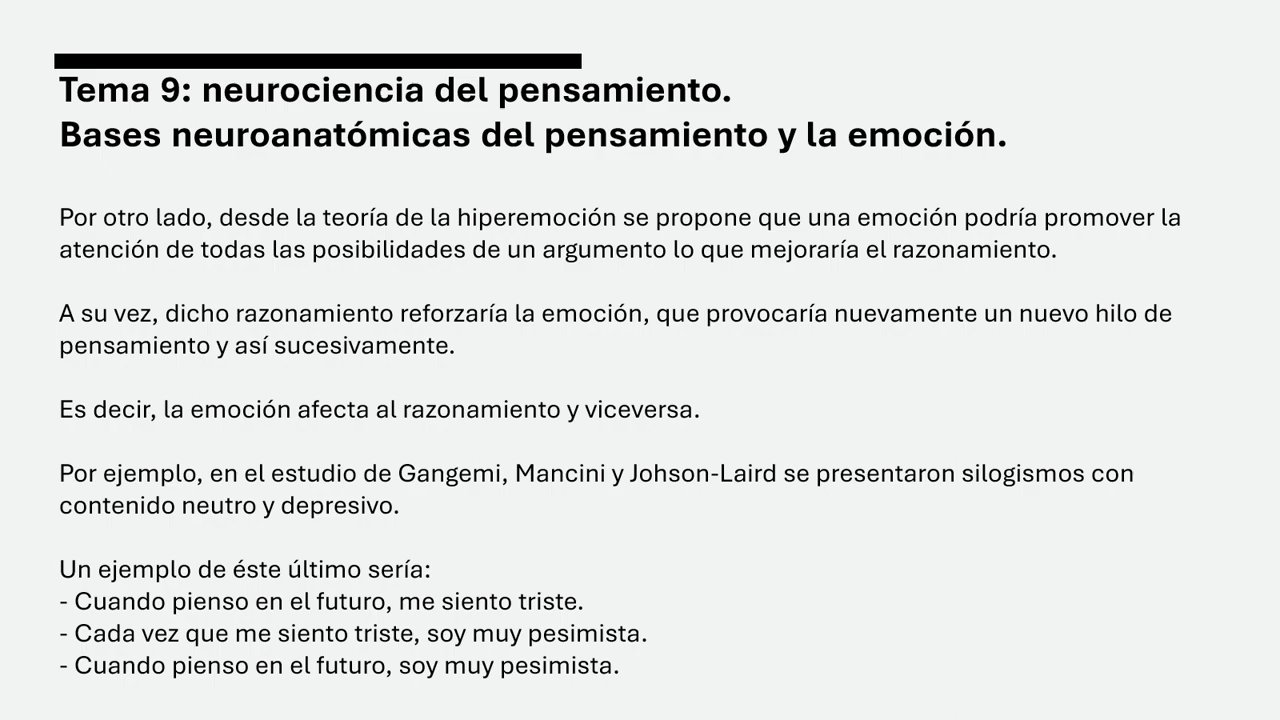 Tema 9: neurociencia del pensamiento.
Bases neuroanatómicas del pensamiento y la emoción.
Por otro lado, desde la teoría de la hiperemoción se propone que una emoción podría promover la
atención de todas las posibilidades de un argumento lo que mejoraría el razonamiento.
A su vez, dicho razonamiento reforzaría la emoción, que provocaría nuevamente un nuevo hilo de
pensamiento y así sucesivamente.
Es decir, la emoción afecta al razonamiento y viceversa.
Por ejemplo, en el estudio de Gangemi, Mancini y Johson-Laird se presentaron silogismos con
contenido neutro y depresivo.
Un ejemplo de éste último sería:
- Cuando pienso en el futuro, me siento triste.
- Cada vez que me siento triste, soy muy pesimista.
- Cuando pienso en el futuro, soy muy pesimista.